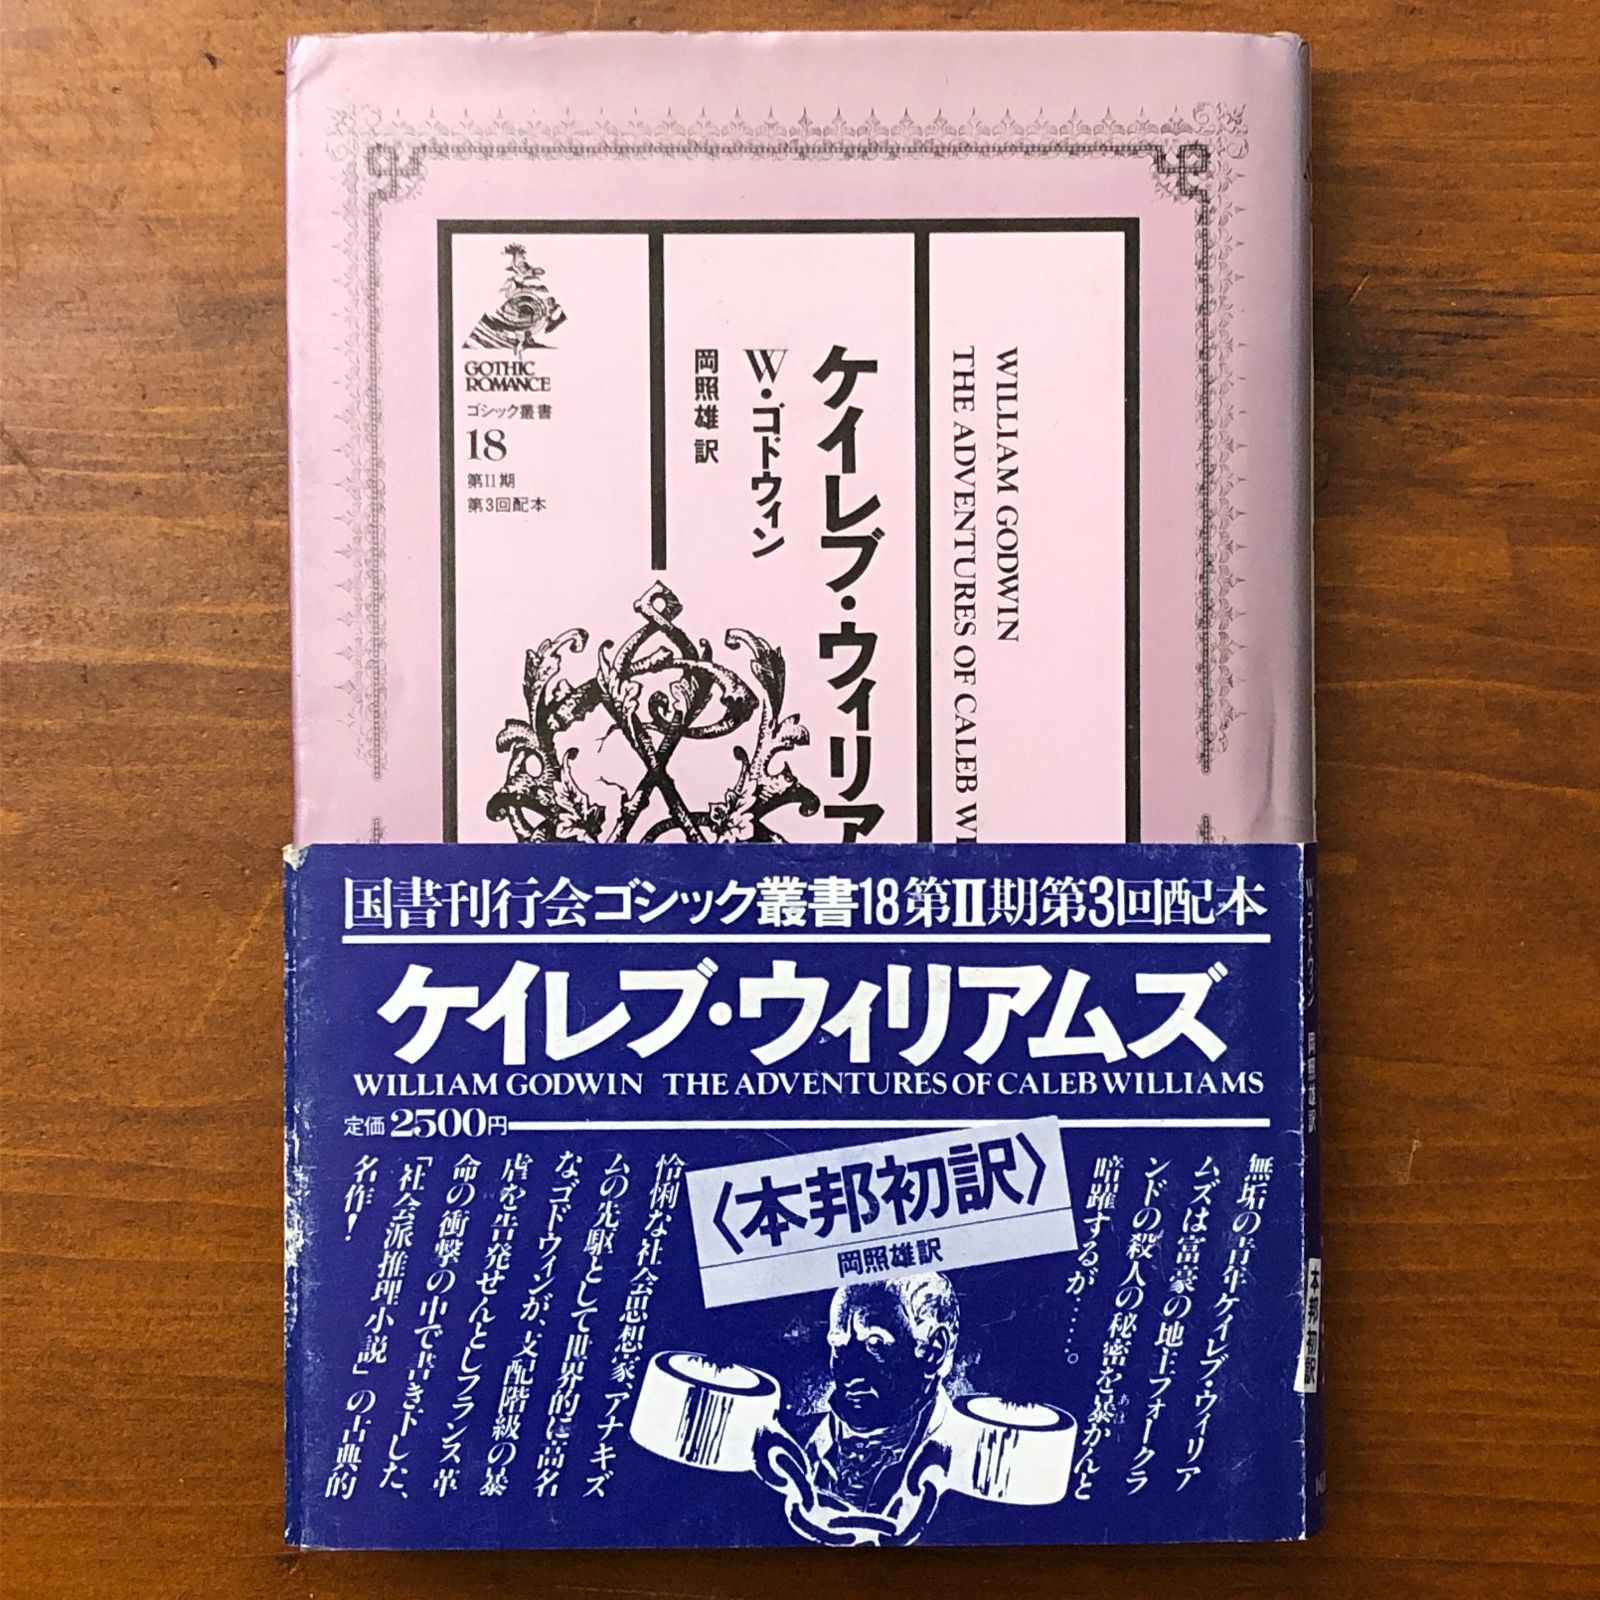 WILLIAM GODWIN
THE ADVENTURES OF CALEB WI
ケイレブ・ウィリア
W・ゴドウィン
岡照雄 訳
GOTHIC
ROMANCE
ゴシック叢書
18
第II期
第3回配本
国書刊行会ゴシック叢書18第II期第3回配本
ケイレブ・ウィリアムズ
WILLIAM GODWIN THE ADVENTURES OF CALEB WILLIAMS
定価2500円
無垢の青年ケイレブ・ウィリア
ムズは富豪の地主フォークラ
ンドの殺人の秘密を暴かんと
あば
暗躍するが……。
〈本邦初訳〉
岡照雄訳
怜悧な社会思想家、アナキズ
ムの先駆として世界的に高名
なゴドウィンが、支配階級の暴
虐を告発せんとしフランス革
命の衝撃の中で書き下した、
「社会派推理小説」の古典的
名作！
岡照雄訳
本邦初訳